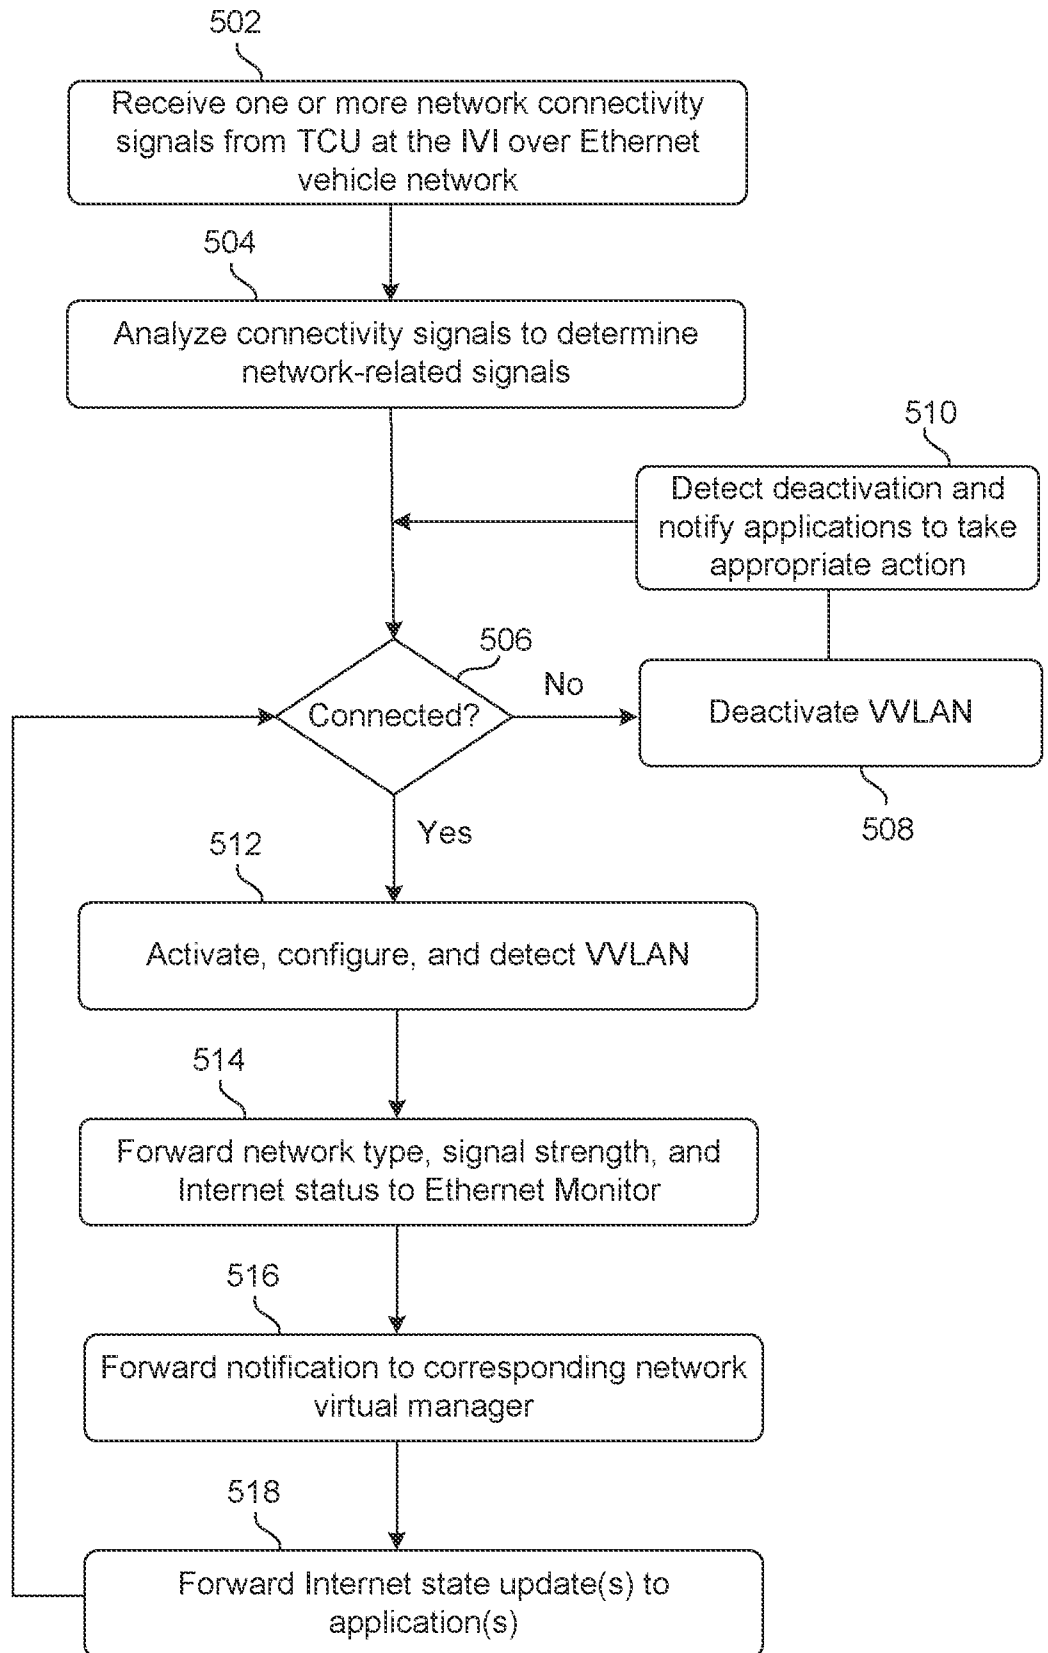 502
Receive one or more network connectivity
signals from TCU at the IVI over Ethernet
vehicle network
504
Analyze connectivity signals to determine
network-related signals
510
Detect deactivation and
notify applications to take
appropriate action
506
Connected?
No
Deactivate VVLAN
508
Yes
512
Activate, configure, and detect VVLAN
514
Forward network type, signal strength, and
Internet status to Ethernet Monitor
516
Forward notification to corresponding network
virtual manager
518
Forward Internet state update(s) to
application(s)